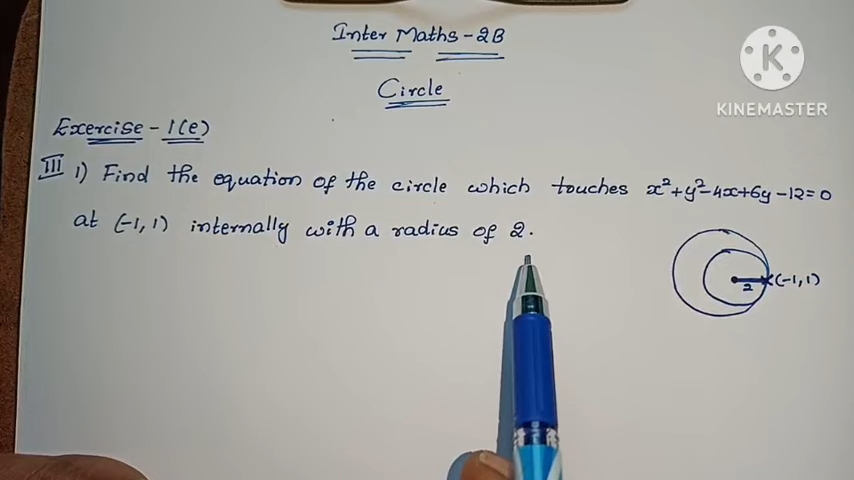 Inter Maths - 2B
Circle
K
KINEMASTER
Exercise - 1(e)
III 1) Find the equation of the circle which touches x²+y²-4x+6y-12=0
at (-1,1) internally with a radius of 2.
2 (-1,1)